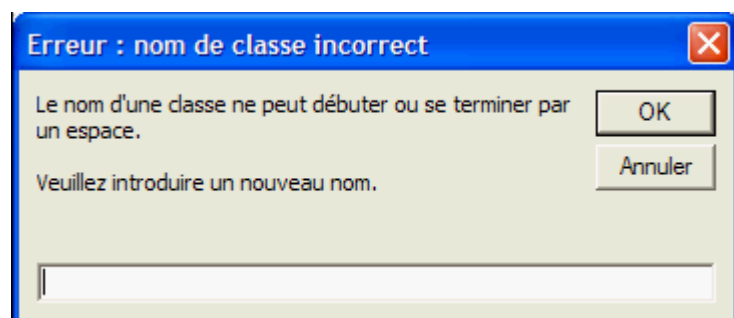 Erreur : nom de classe incorrect
Le nom d'une classe ne peut débuter ou se terminer par
un espace.
OK
Annuler
Veuillez introduire un nouveau nom.